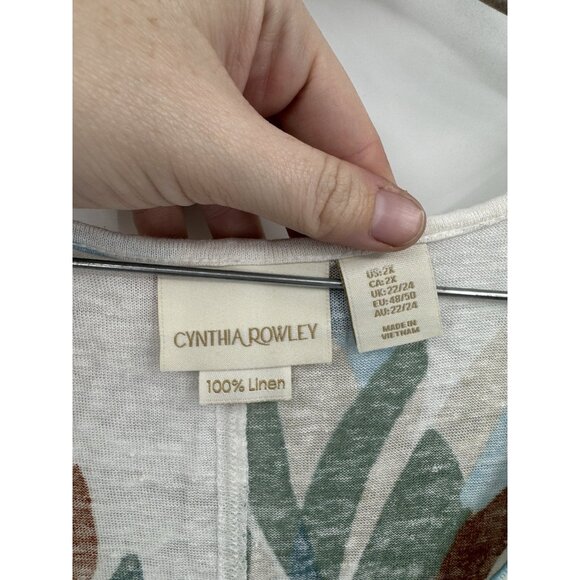 CYNTHIA ROWLEY
100% Linen
US:2X
CA:2X
UK:22/24
EU:48/50
AU:22/24
MADE IN
VIETNAM